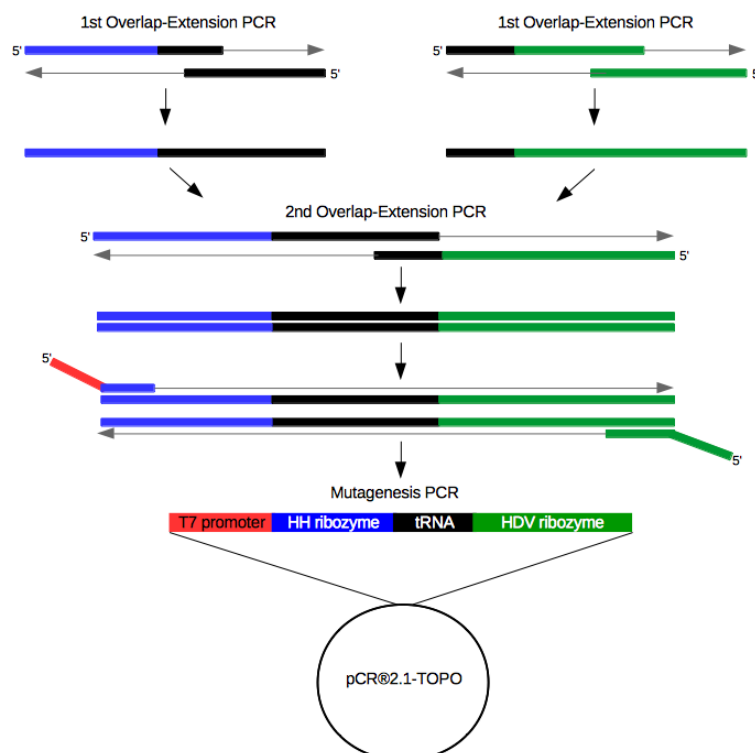 1st Overlap-Extension PCR
1st Overlap-Extension PCR
5'
5'
5'
5'
2nd Overlap-Extension PCR
5'
5'
5'
5'
Mutagenesis PCR
T7 promoter HH ribozyme tRNA HDV ribozyme
pCR®2.1-TOPO